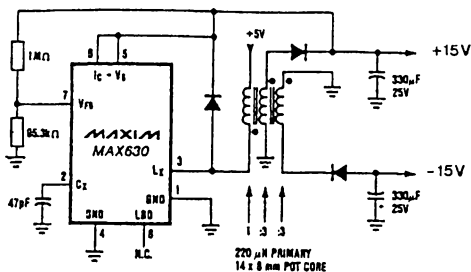 +5V
+15V
6
5
1MΩ
IC - VS
7
VFB
330µF
25V
MAXIM
MAX630
95.3kΩ
LX
3
-15V
2
CX
GND
1
47pF
GND
LBD
330µF
25V
4
8
N.C.
1 :3 :3
220 µH PRIMARY
14 x 8 mm POT CORE